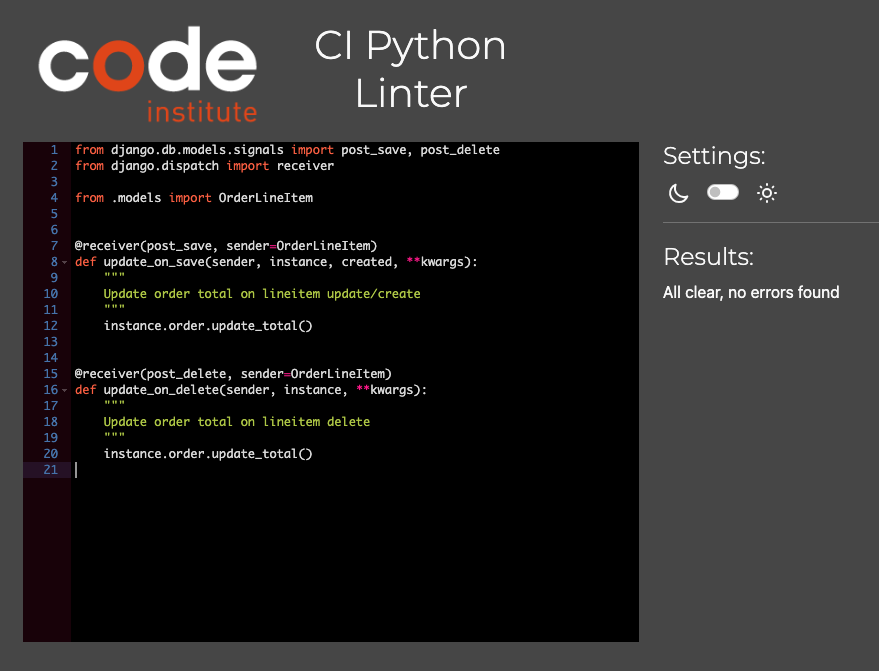 code
institute
CI Python
Linter
1 from django.db.models.signals import post_save, post_delete
2 from django.dispatch import receiver
3
4 from .models import OrderLineItem
5
6
7 @receiver(post_save, sender=OrderLineItem)
8 def update_on_save(sender, instance, created, **kwargs):
9     """
10     Update order total on lineitem update/create
11     """
12     instance.order.update_total()
13
14
15 @receiver(post_delete, sender=OrderLineItem)
16 def update_on_delete(sender, instance, **kwargs):
17     """
18     Update order total on lineitem delete
19     """
20     instance.order.update_total()
21
Settings:
Results:
All clear, no errors found